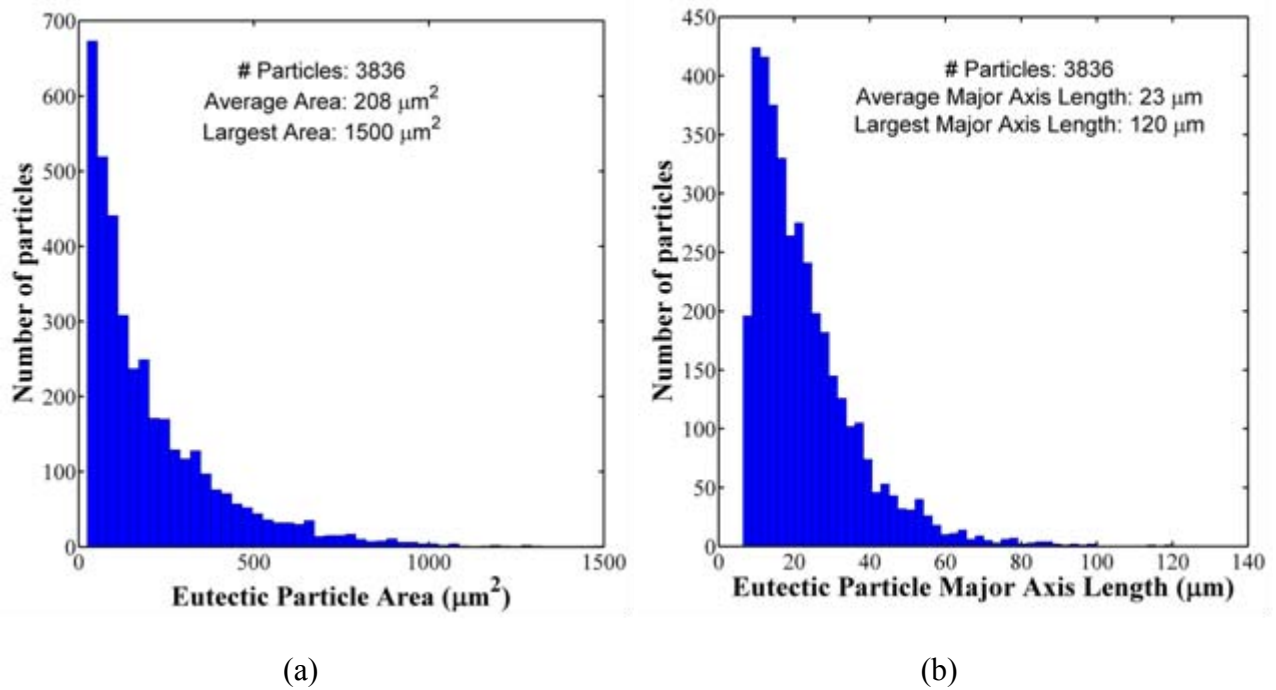 700
600
500
400
300
200
100
0
Number of particles
# Particles: 3836
Average Area: 208 μm²
Largest Area: 1500 μm²
0 500 1000 1500
Eutectic Particle Area (μm²)
(a)
450
400
350
300
250
200
150
100
50
0
Number of particles
# Particles: 3836
Average Major Axis Length: 23 μm
Largest Major Axis Length: 120 μm
0 20 40 60 80 100 120 140
Eutectic Particle Major Axis Length (μm)
(b)